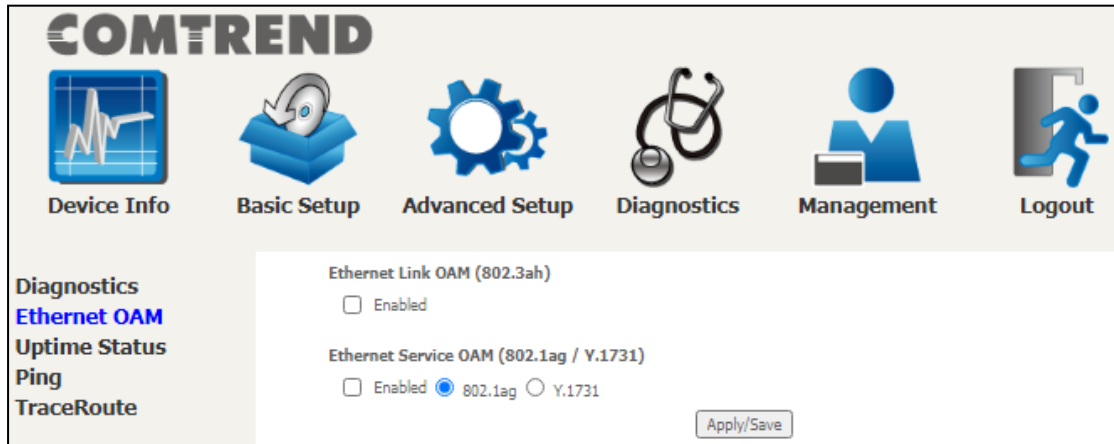 COMTREND
Device Info Basic Setup Advanced Setup Diagnostics Management Logout
Diagnostics
Ethernet OAM
Uptime Status
Ping
TraceRoute
Ethernet Link OAM (802.3ah)
Enabled
Ethernet Service OAM (802.1ag / Y.1731)
Enabled 802.1ag Y.1731
Apply/Save